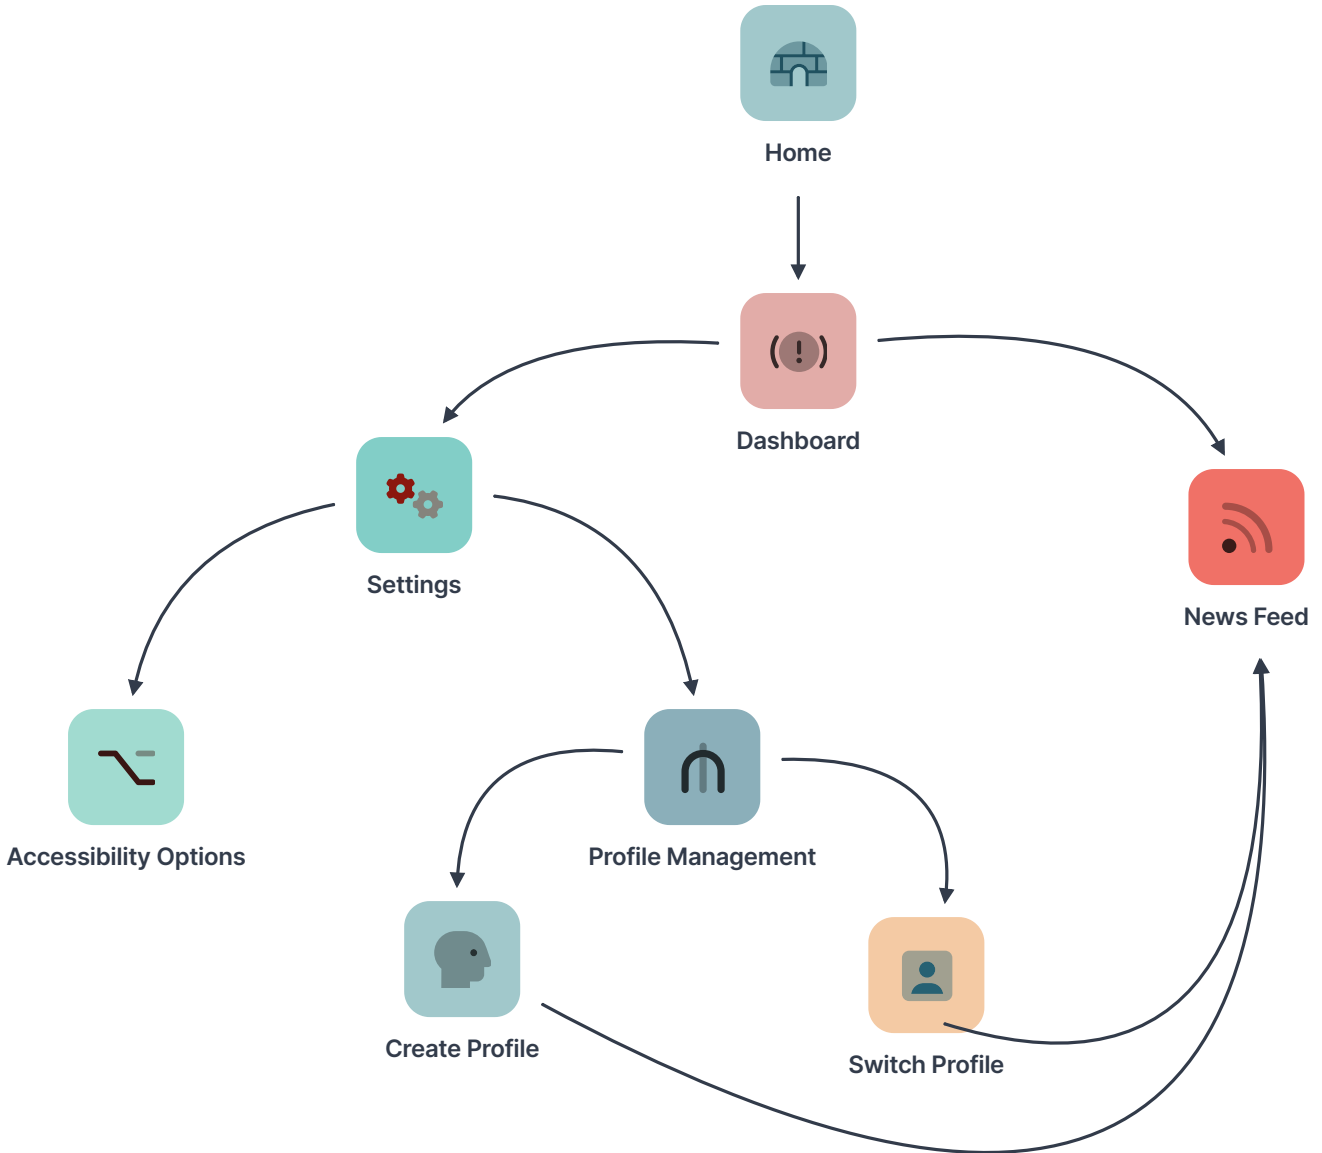 Home
Dashboard
Settings
News Feed
Accessibility Options
Profile Management
Create Profile
Switch Profile